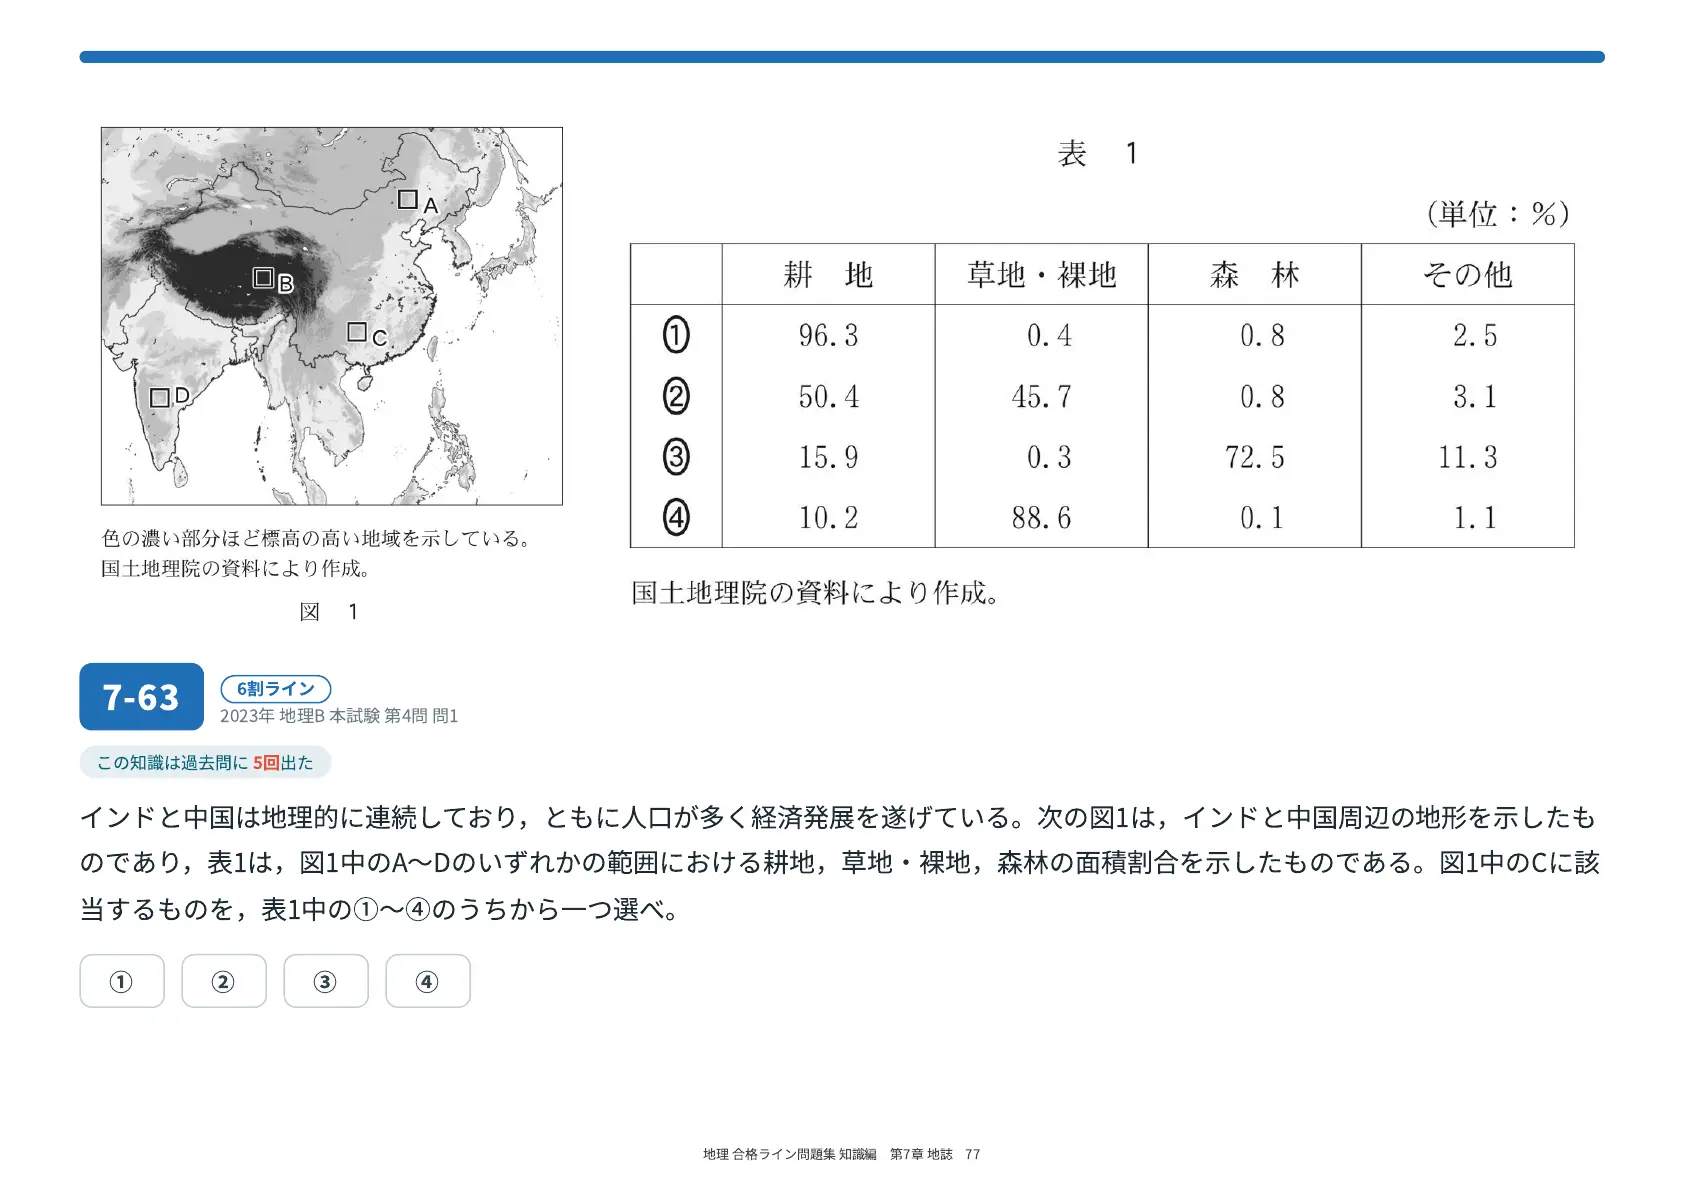 A
B
C
D
色の濃い部分ほど標高の高い地域を示している。
国土地理院の資料により作成。
図 1
表 1
(単位:%)
耕 地 草地・裸地 森 林 その他
① 96.3 0.4 0.8 2.5
② 50.4 45.7 0.8 3.1
③ 15.9 0.3 72.5 11.3
④ 10.2 88.6 0.1 1.1
国土地理院の資料により作成。
7-63
6割ライン
2023年 地理B 本試験 第4問 問1
この知識は過去問に 5回出た
インドと中国は地理的に連続しており，ともに人口が多く経済発展を遂げている。次の図1は，インドと中国周辺の地形を示したも
のであり，表1は，図1中のA～Dのいずれかの範囲における耕地，草地・裸地，森林の面積割合を示したものである。図1中のCに該
当するものを，表1中の①～④のうちから一つ選べ。
① ② ③ ④
地理 合格ライン問題集 知識編 第7章 地誌 77